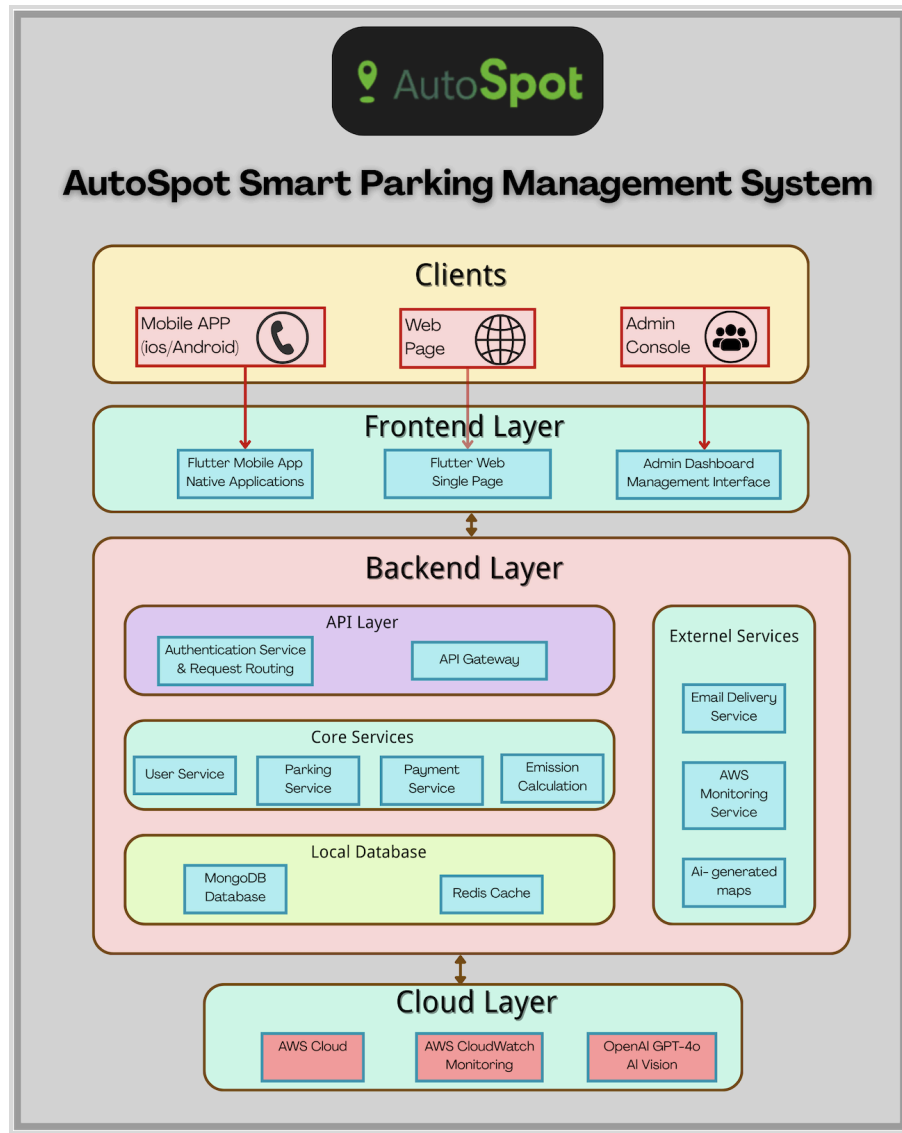 AutoSpot
AutoSpot Smart Parking Management System
Clients
Mobile APP
(ios/Android)
Web
Page
Admin
Console
Frontend Layer
Flutter Mobile App
Native Applications
Flutter Web
Single Page
Admin Dashboard
Management Interface
Backend Layer
API Layer
Authentication Service
& Request Routing
API Gateway
Core Services
User Service
Parking
Service
Payment
Service
Emission
Calculation
Local Database
MongoDB
Database
Redis Cache
Externel Services
Email Delivery
Service
AWS
Monitoring
Service
Ai- generated
maps
Cloud Layer
AWS Cloud
AWS CloudWatch
Monitoring
OpenAI GPT-4o
AI Vision